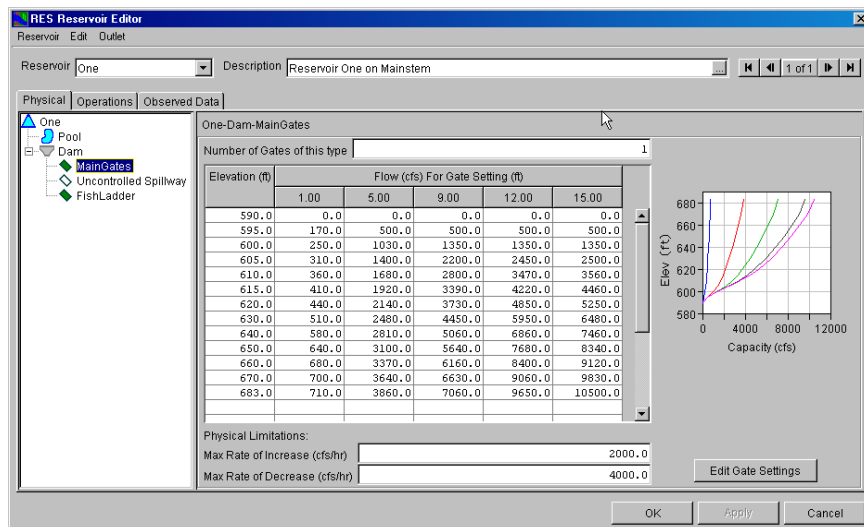 RES Reservoir Editor
Reservoir Edit Outlet
Reservoir One Description Reservoir One on Mainstem ... 1 of 1
Physical Operations Observed Data
One
Pool
Dam
MainGates
Uncontrolled Spillway
FishLadder
One-Dam-MainGates
Number of Gates of this type 1
Elevation (ft) Flow (cfs) For Gate Setting (ft)
1.00 5.00 9.00 12.00 15.00
590.0 0.0 0.0 0.0 0.0 0.0
595.0 170.0 500.0 500.0 500.0 500.0
600.0 250.0 1030.0 1350.0 1350.0 1350.0
605.0 310.0 1400.0 2200.0 2450.0 2500.0
610.0 360.0 1680.0 2800.0 3470.0 3560.0
615.0 410.0 1920.0 3390.0 4220.0 4460.0
620.0 440.0 2140.0 3730.0 4850.0 5250.0
630.0 510.0 2480.0 4450.0 5950.0 6480.0
640.0 580.0 2810.0 5060.0 6860.0 7460.0
650.0 640.0 3100.0 5640.0 7680.0 8340.0
660.0 680.0 3370.0 6160.0 8400.0 9120.0
670.0 700.0 3640.0 6630.0 9060.0 9830.0
683.0 710.0 3860.0 7060.0 9650.0 10500.0
Elev (ft)
680
660
640
620
600
580
0 4000 8000 12000
Capacity (cfs)
Physical Limitations:
Max Rate of Increase (cfs/hr) 2000.0
Max Rate of Decrease (cfs/hr) 4000.0
Edit Gate Settings
OK Apply Cancel